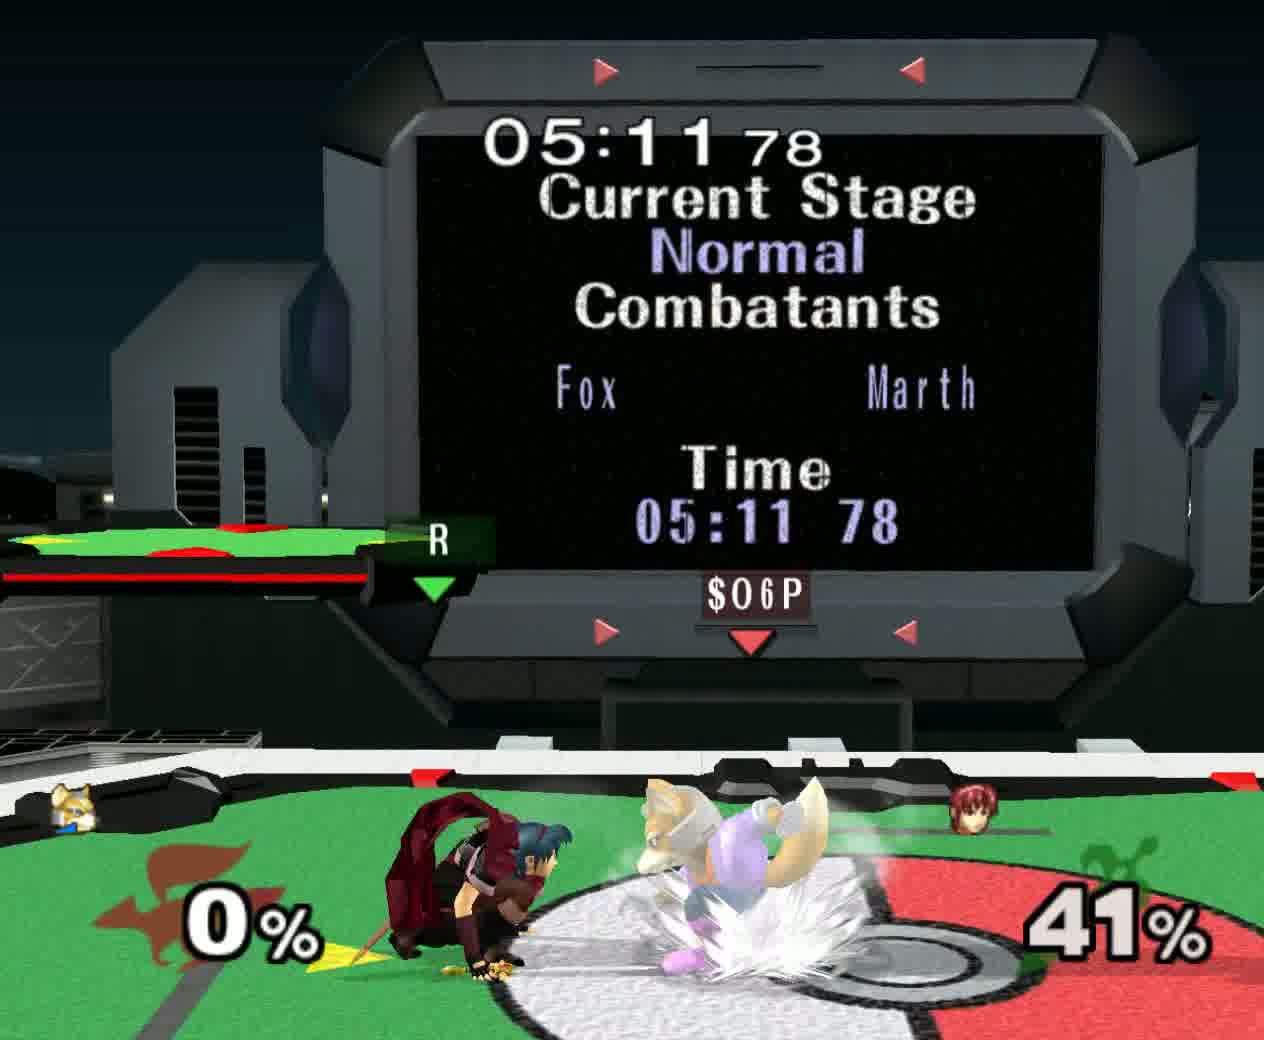 05:11 78
Current Stage
Normal
Combatants
Fox Marth
Time
05:11 78
R
$06P
0%
41%